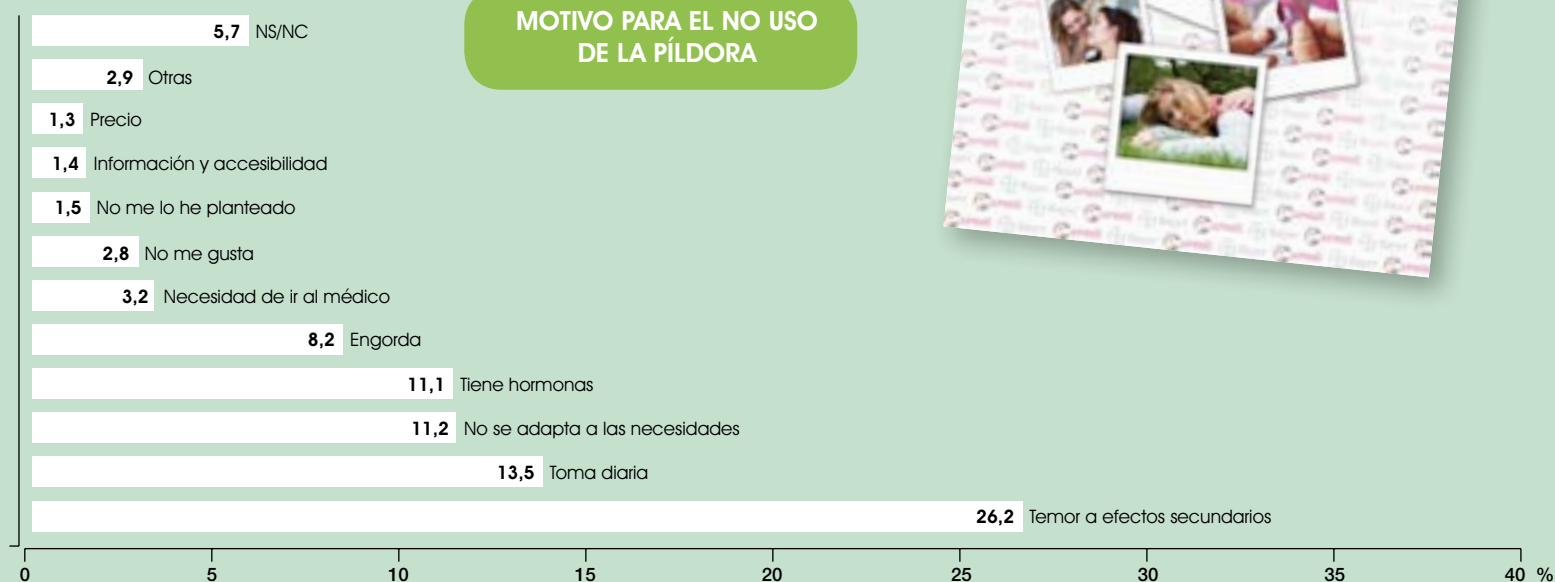 MOTIVO PARA EL NO USO
DE LA PÍLDORA
5,7 NS/NC
2,9 Otras
1,3 Precio
1,4 Información y accesibilidad
1,5 No me lo he planteado
2,8 No me gusta
3,2 Necesidad de ir al médico
8,2 Engorda
11,1 Tiene hormonas
11,2 No se adapta a las necesidades
13,5 Toma diaria
26,2 Temor a efectos secundarios
0 5 10 15 20 25 30 35 40 %